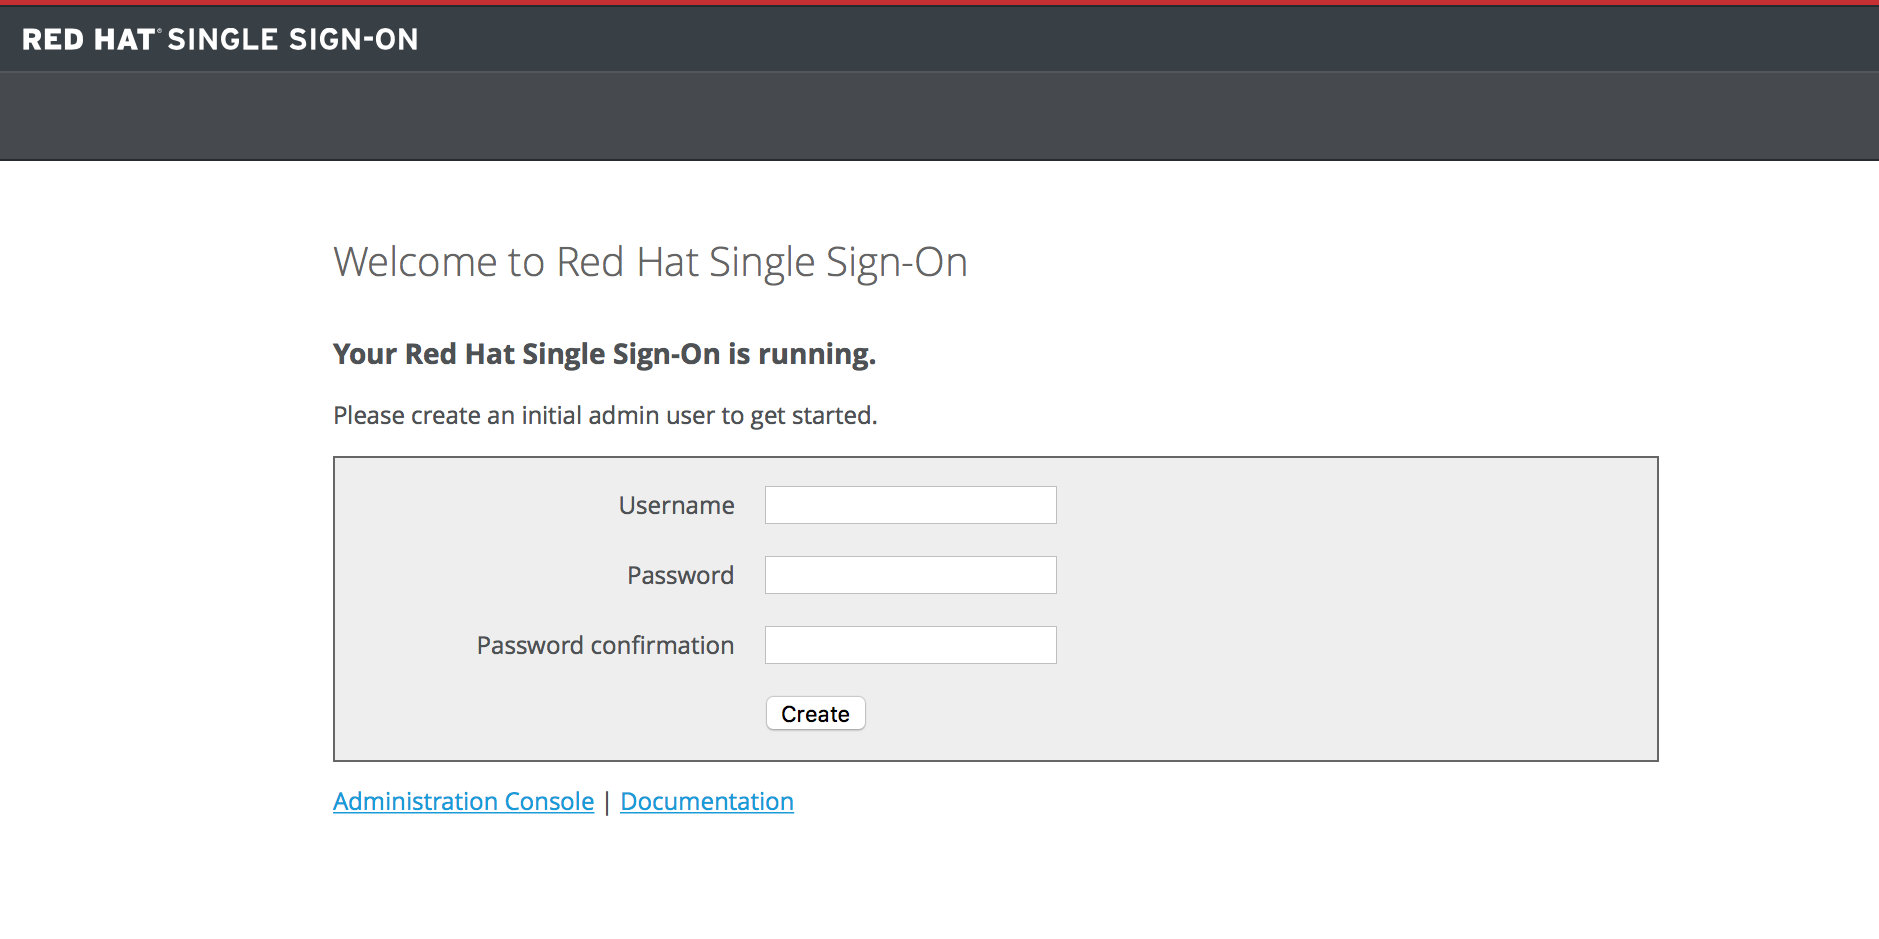 RED HAT® SINGLE SIGN-ON
Welcome to Red Hat Single Sign-On
Your Red Hat Single Sign-On is running.
Please create an initial admin user to get started.
Username
Password
Password confirmation
Create
Administration Console | Documentation